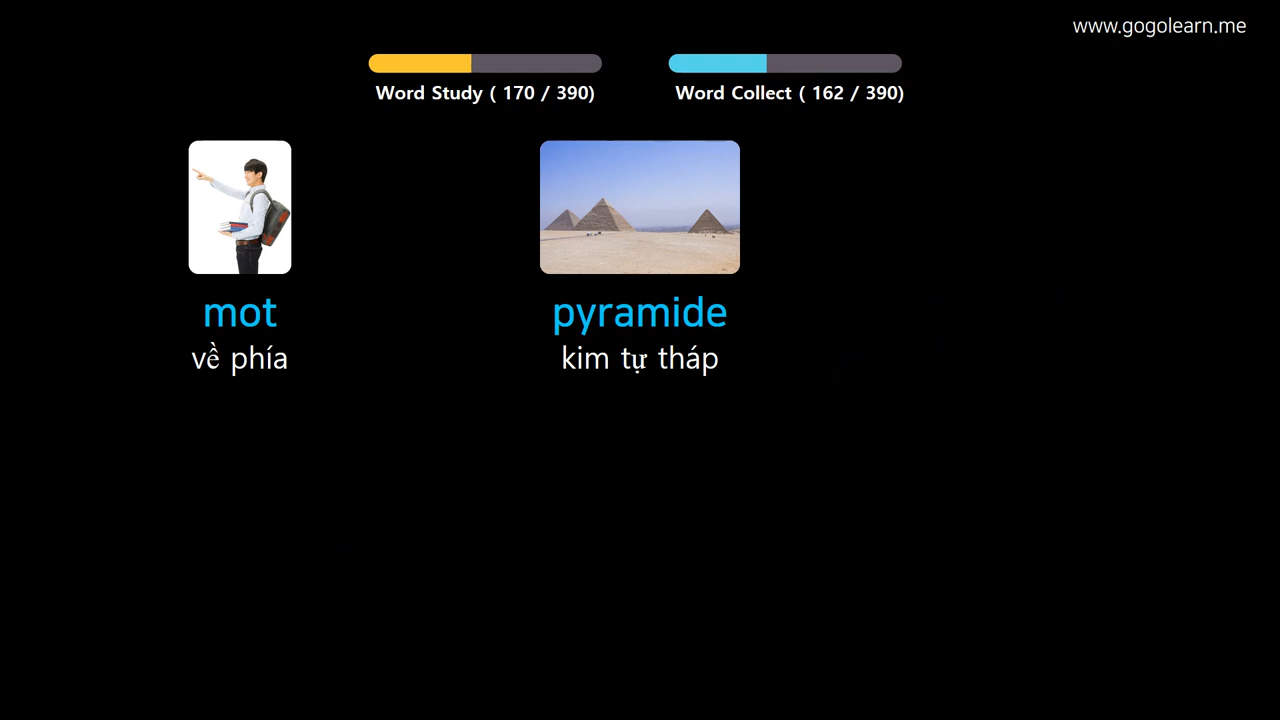 www.gogolearn.me
Word Study ( 170 / 390)
Word Collect ( 162 / 390)
mot
về phía
pyramide
kim tự tháp